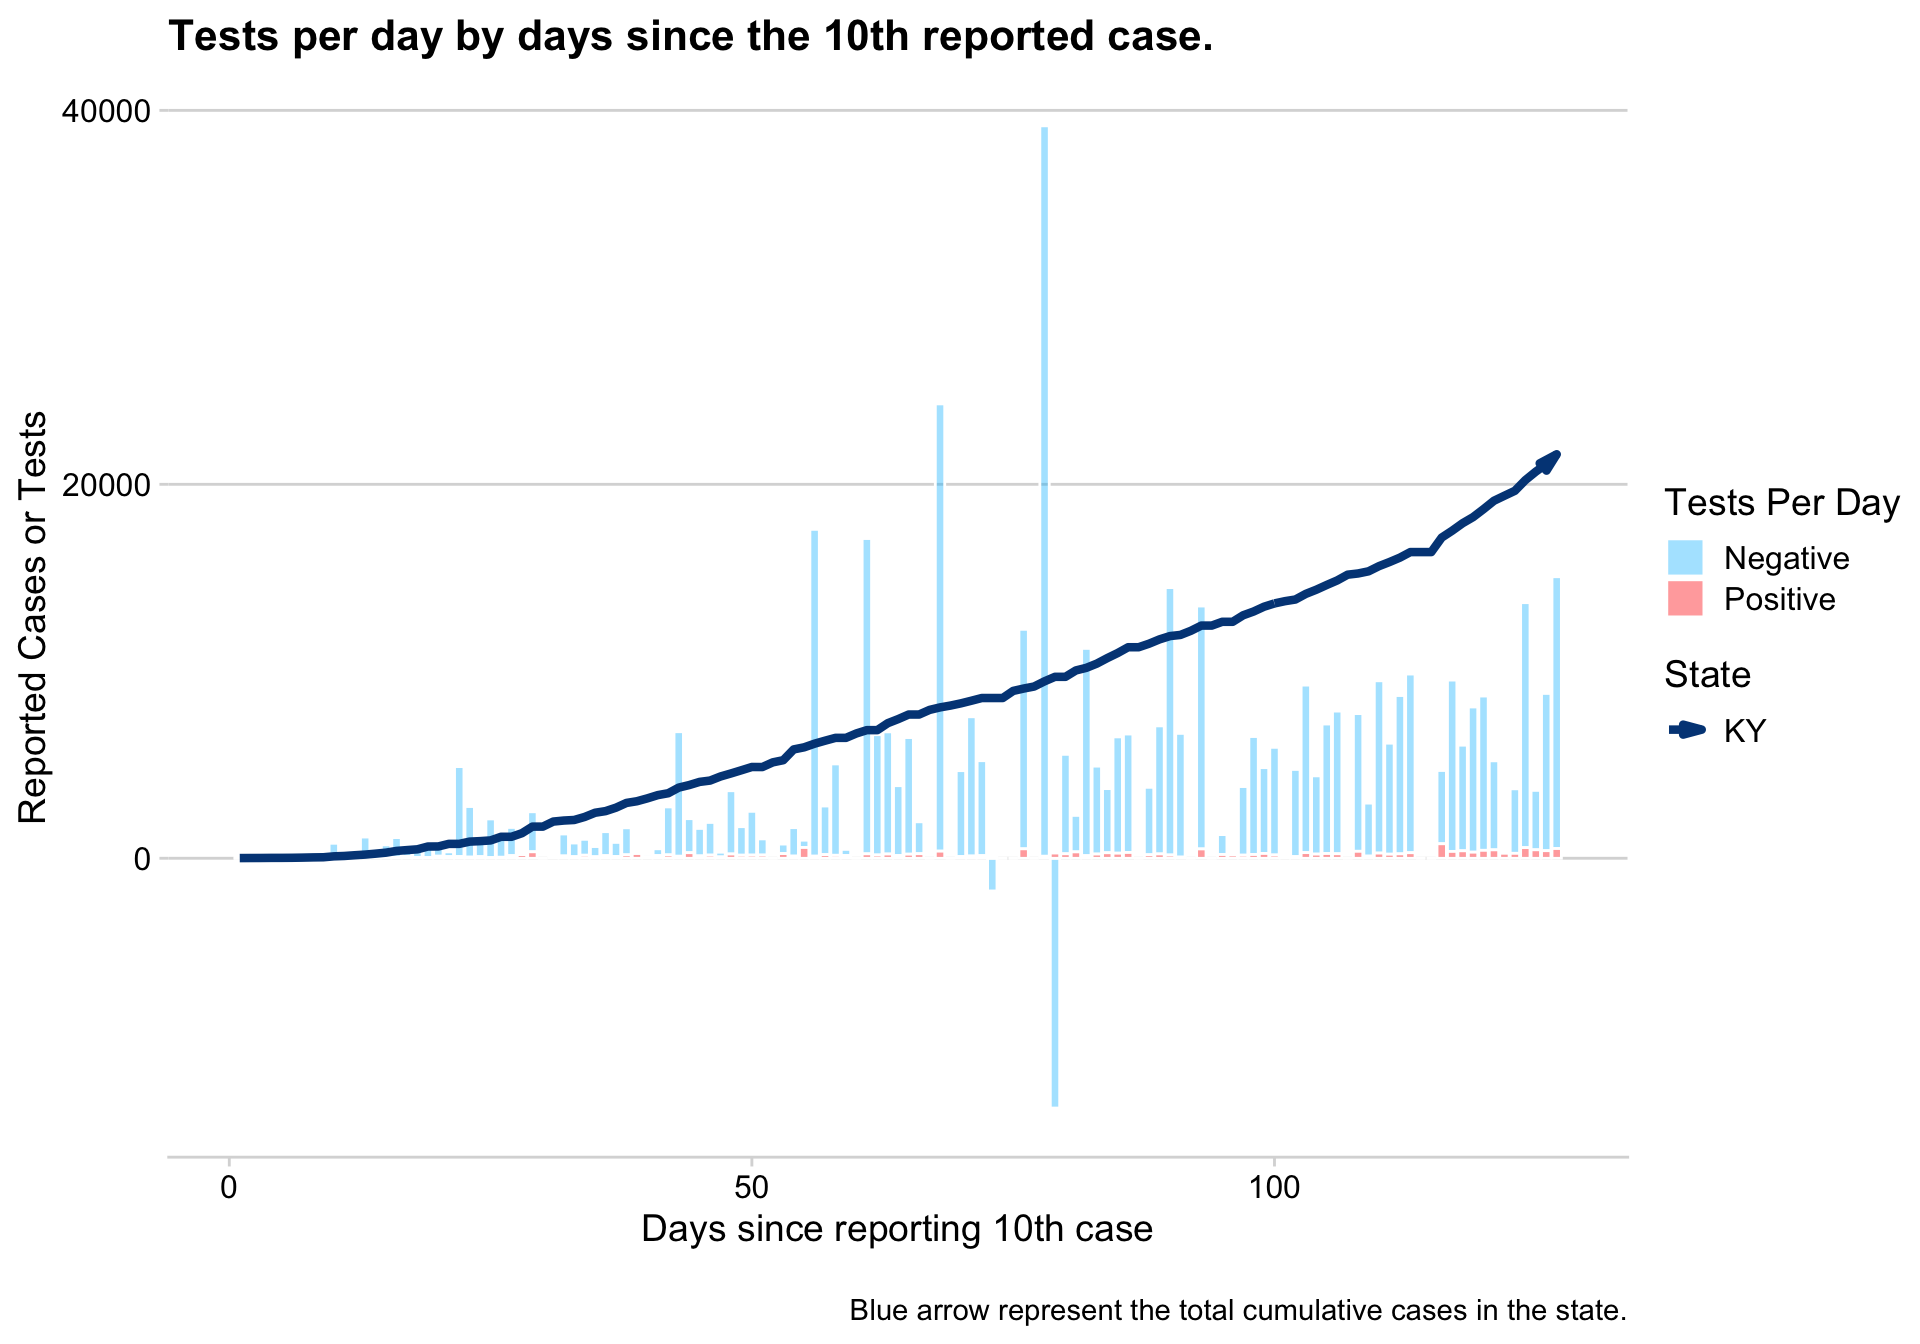 Tests per day by days since the 10th reported case.
40000
20000
0
Reported Cases or Tests
0
50
100
Days since reporting 10th case
Tests Per Day
Negative
Positive
State
KY
Blue arrow represent the total cumulative cases in the state.